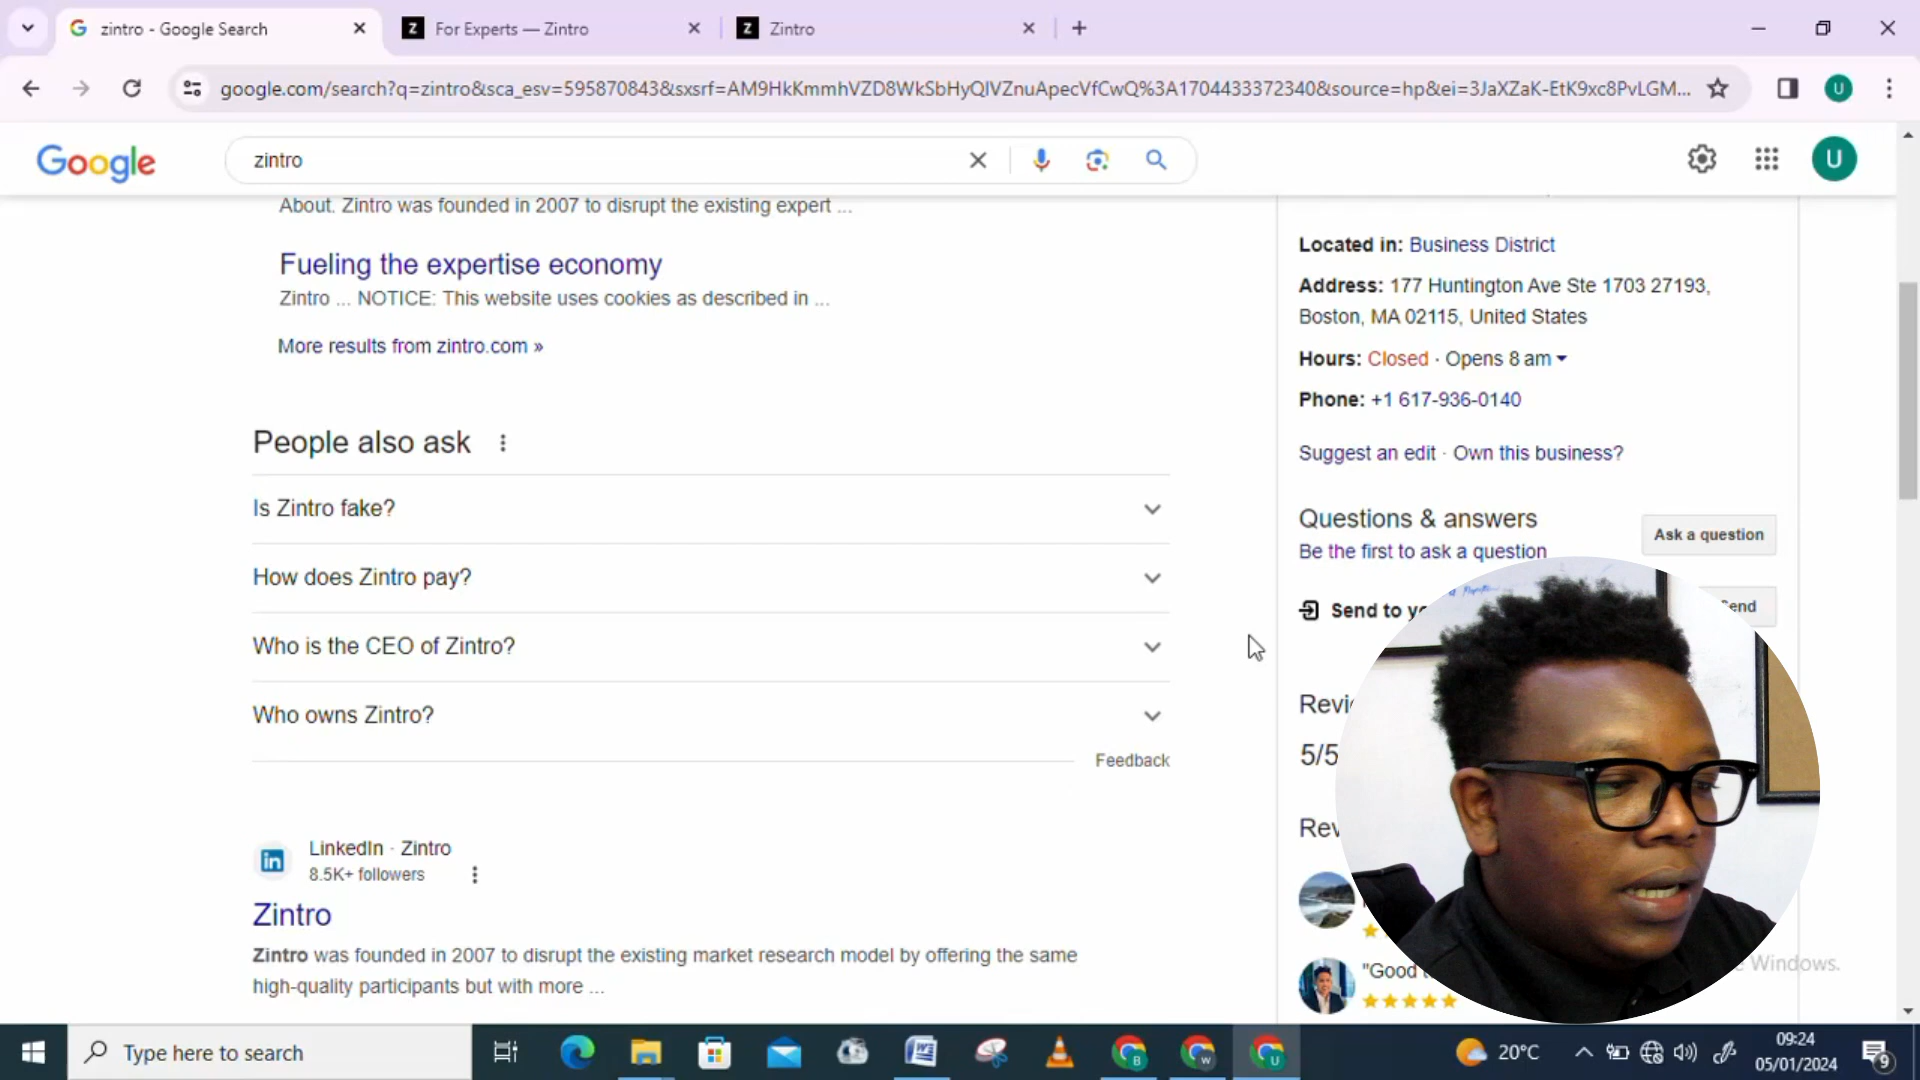 zintro - Google Search
For Experts — Zintro
Zintro
google.com/search?q=zintro&sca_esv=595870843&sxsrf=AM9HkKmmhVZD8WkSbHyQIVZnuApecVfCwQ%3A1704433372340&source=hp&ei=3JaXZaK-EtK9xc8PvLGM...
U
Google
zintro
U
About. Zintro was founded in 2007 to disrupt the existing expert ...
Fueling the expertise economy
Zintro ... NOTICE: This website uses cookies as described in ...
More results from zintro.com »
People also ask
Is Zintro fake?
How does Zintro pay?
Who is the CEO of Zintro?
Who owns Zintro?
Feedback
LinkedIn · Zintro
8.5K+ followers
Zintro
Zintro was founded in 2007 to disrupt the existing market research model by offering the same
high-quality participants but with more ...
Located in: Business District
Address: 177 Huntington Ave Ste 1703 27193,
Boston, MA 02115, United States
Hours: Closed · Opens 8 am
Phone: +1 617-936-0140
Suggest an edit · Own this business?
Questions & answers
Ask a question
Be the first to ask a question
Send to
5/5
"Good
Windows.
Type here to search
20°C
09:24
05/01/2024
9